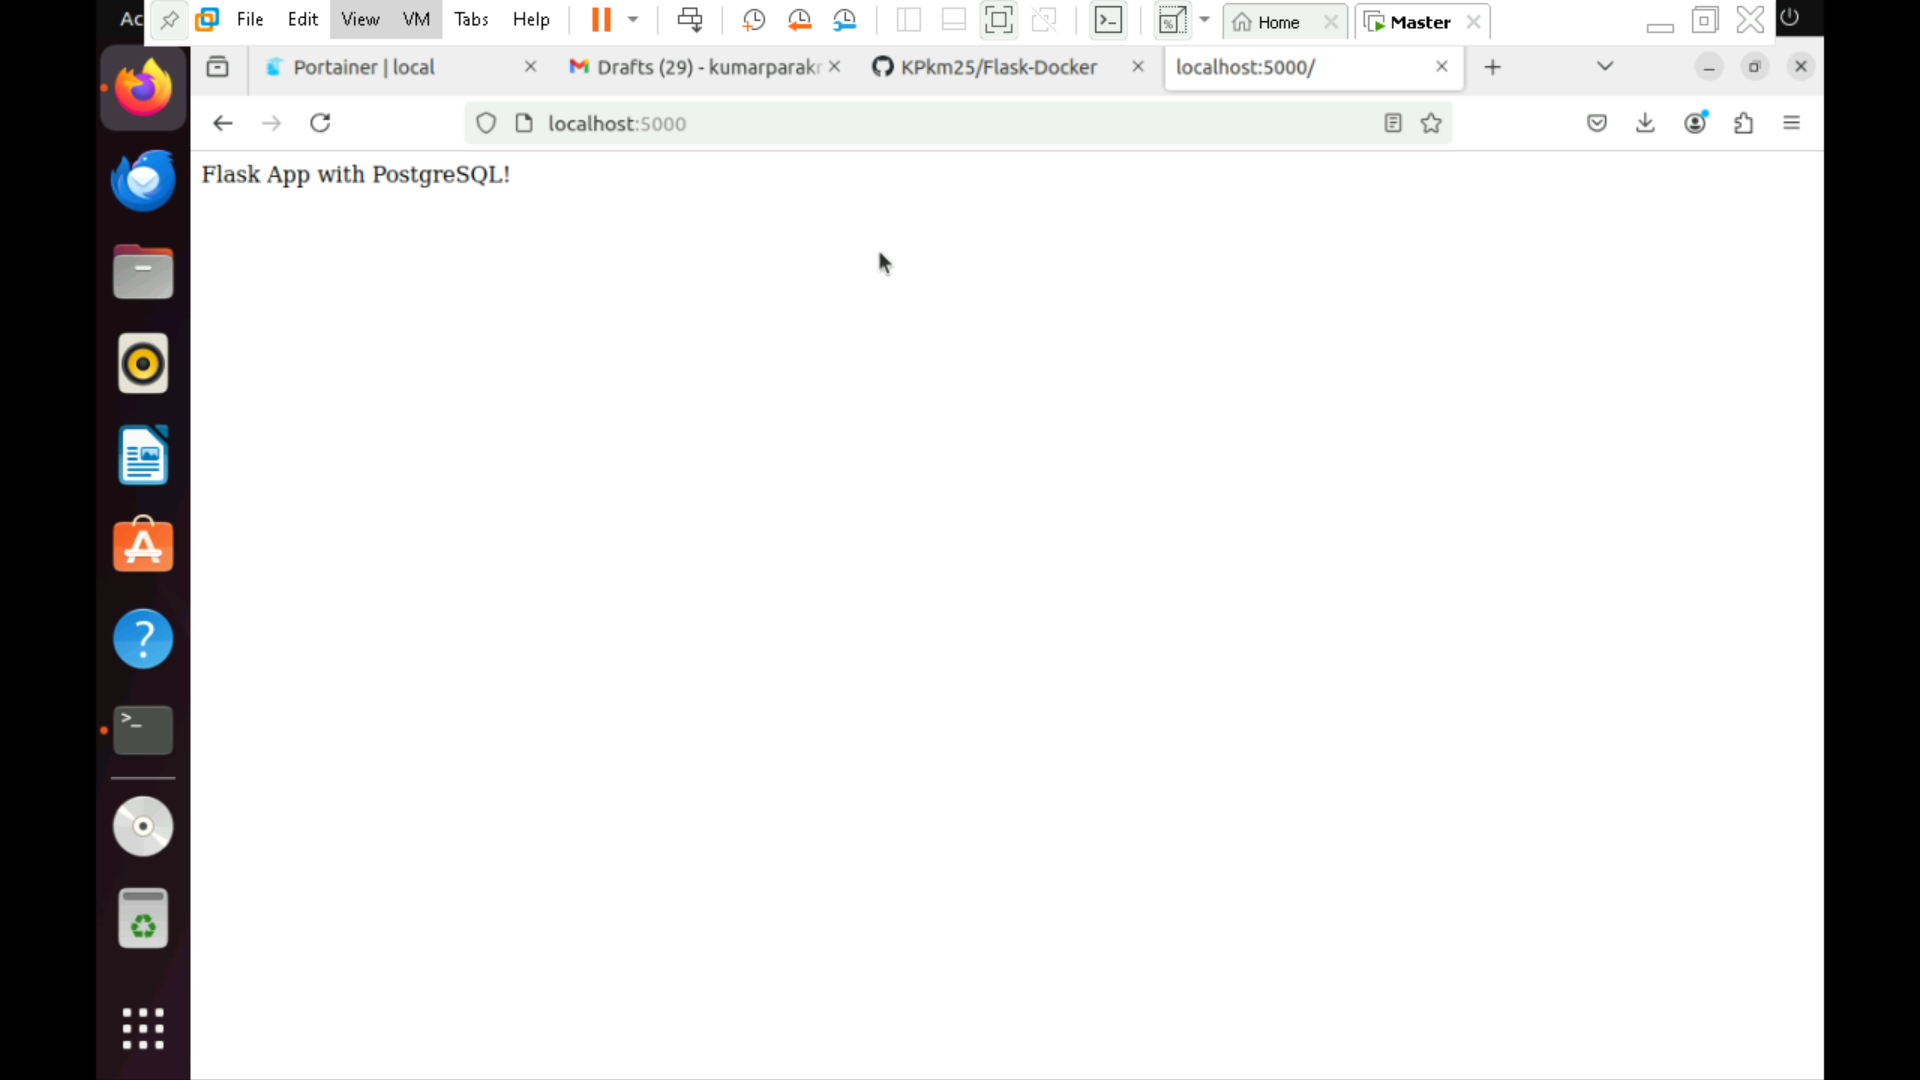 Ac
File Edit View VM Tabs Help Home Master
Portainer | local Drafts (29) - kumarparakr KPkm25/Flask-Docker localhost:5000/
localhost:5000
Flask App with PostgreSQL!